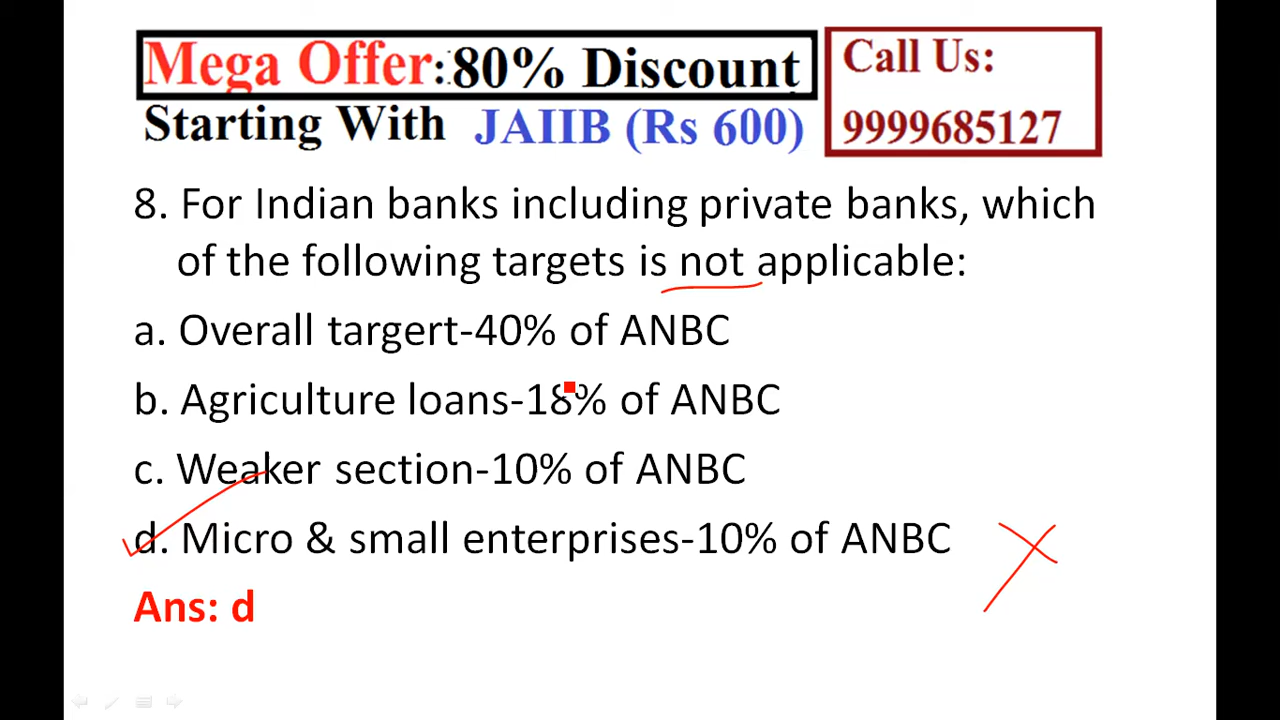 Mega Offer:80% Discount
Starting With JAIIB (Rs 600)
Call Us:
9999685127
8. For Indian banks including private banks, which
of the following targets is not applicable:
a. Overall targert-40% of ANBC
b. Agriculture loans-18% of ANBC
c. Weaker section-10% of ANBC
d. Micro & small enterprises-10% of ANBC
Ans: d